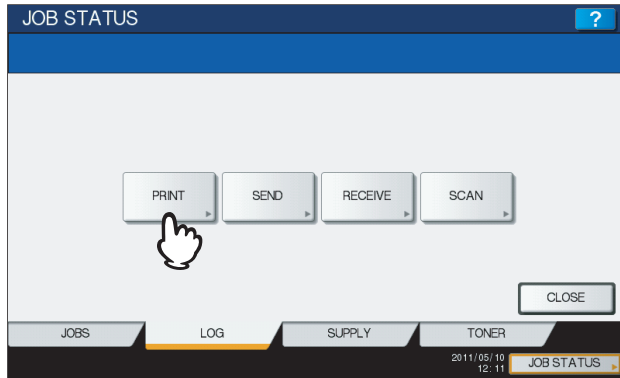 JOB STATUS ?
PRINT SEND RECEIVE SCAN
CLOSE
JOBS LOG SUPPLY TONER
2011/05/10
12:11 JOB STATUS